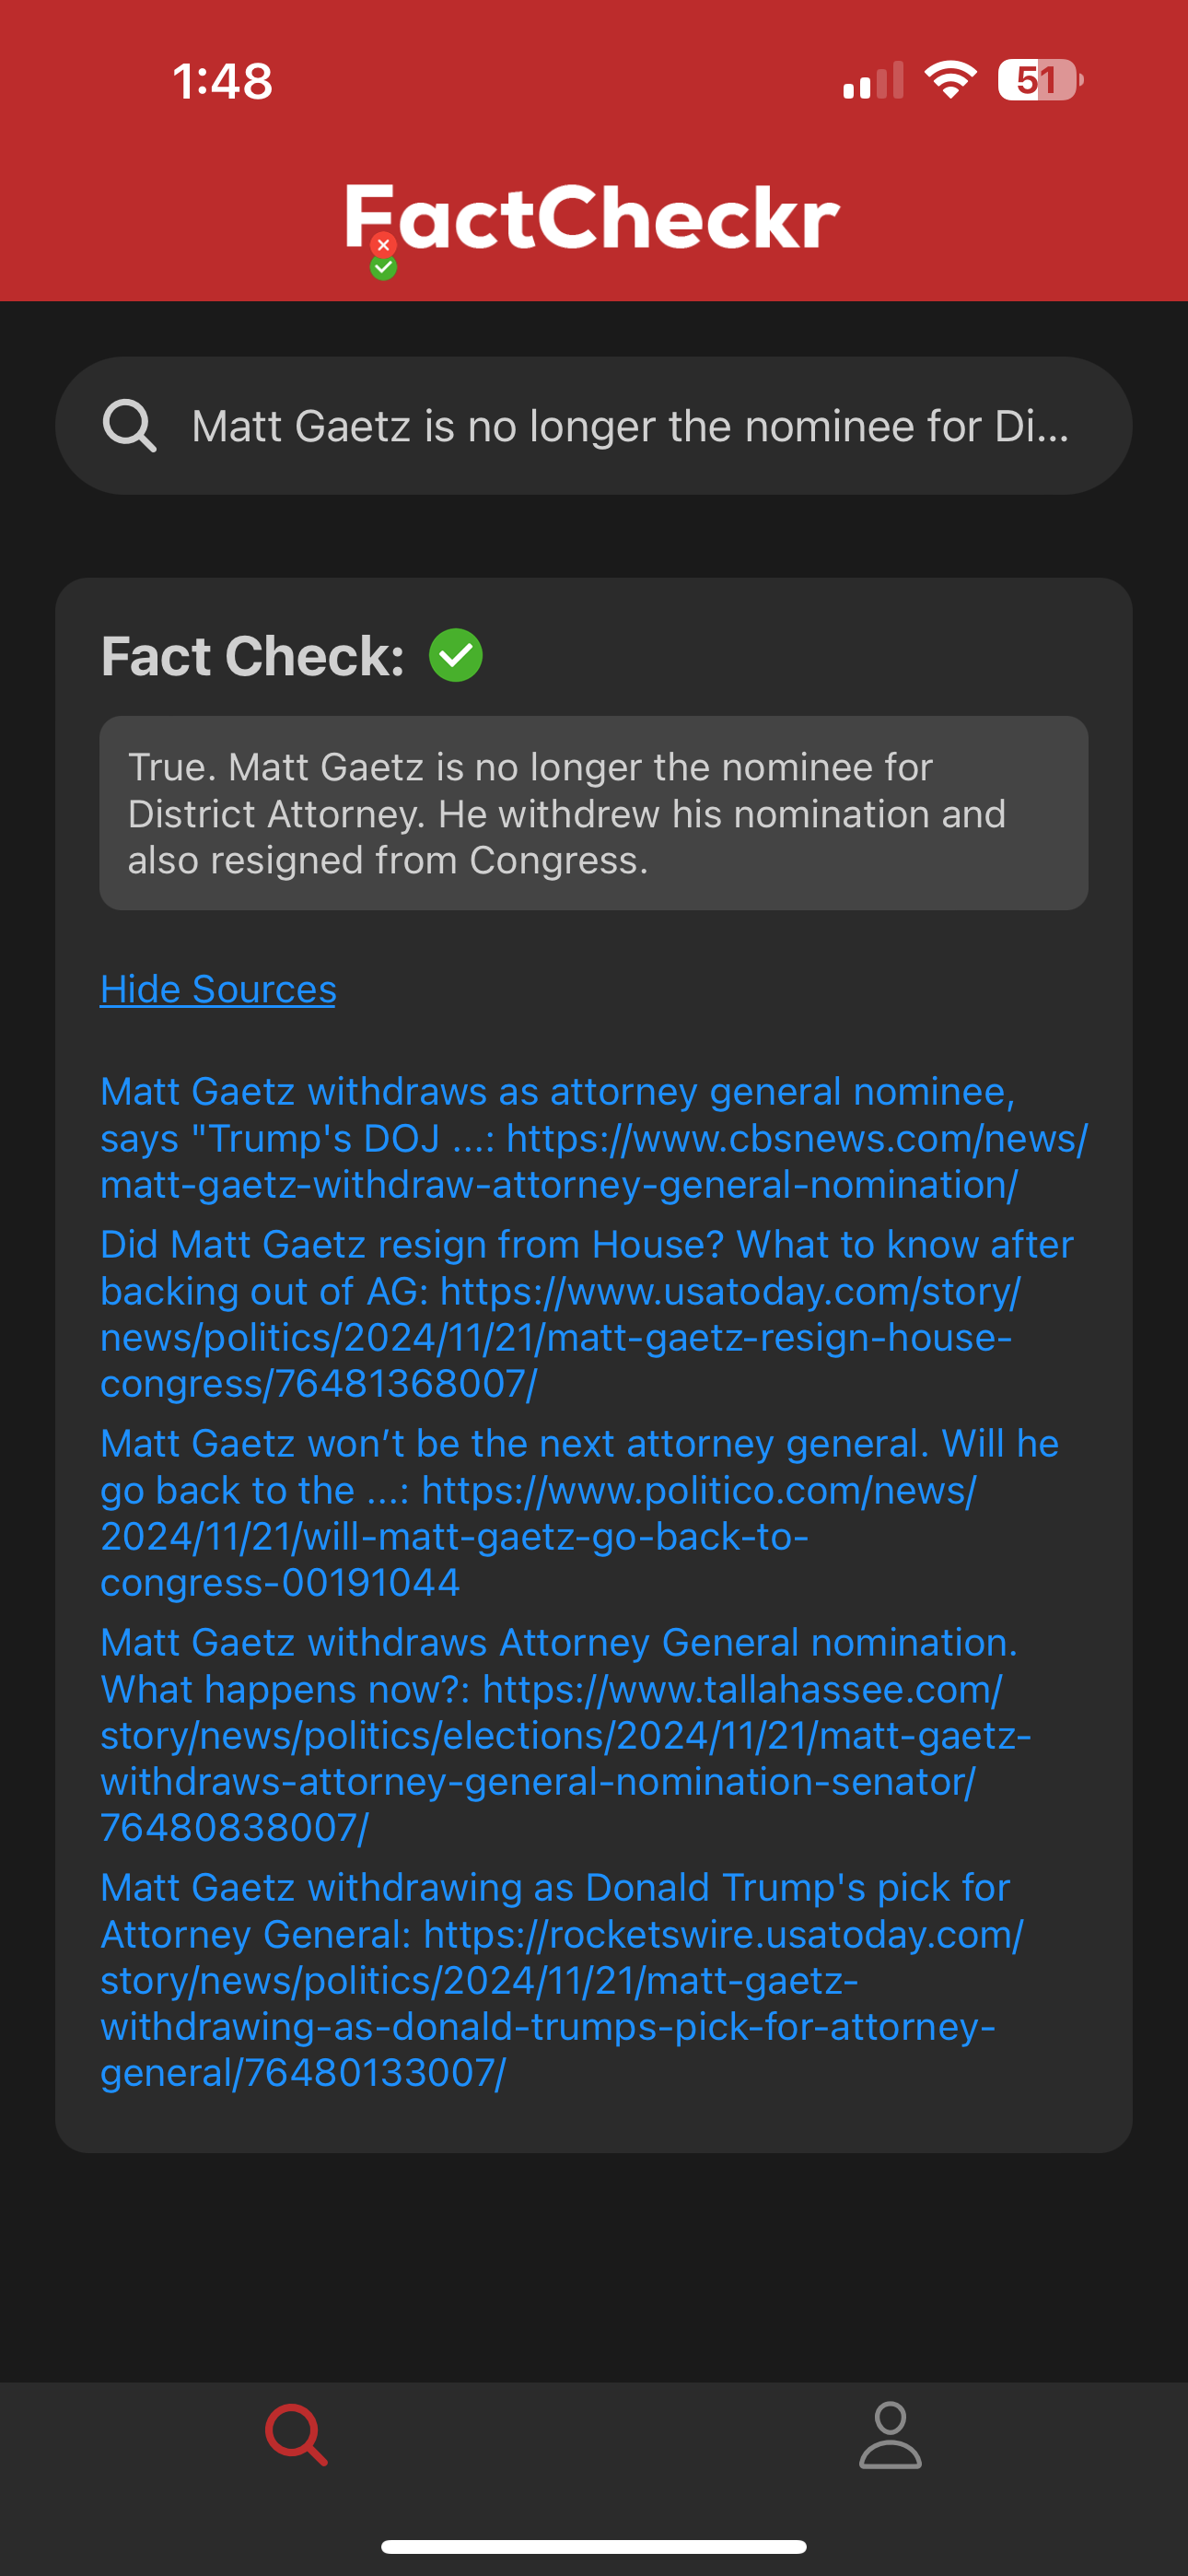 1:48
51
FactCheckr
Matt Gaetz is no longer the nominee for Di...
Fact Check:
True. Matt Gaetz is no longer the nominee for
District Attorney. He withdrew his nomination and
also resigned from Congress.
Hide Sources
Matt Gaetz withdraws as attorney general nominee,
says "Trump's DOJ ...: https://www.cbsnews.com/news/
matt-gaetz-withdraw-attorney-general-nomination/
Did Matt Gaetz resign from House? What to know after
backing out of AG: https://www.usatoday.com/story/
news/politics/2024/11/21/matt-gaetz-resign-house-
congress/76481368007/
Matt Gaetz won’t be the next attorney general. Will he
go back to the ...: https://www.politico.com/news/
2024/11/21/will-matt-gaetz-go-back-to-
congress-00191044
Matt Gaetz withdraws Attorney General nomination.
What happens now?: https://www.tallahassee.com/
story/news/politics/elections/2024/11/21/matt-gaetz-
withdraws-attorney-general-nomination-senator/
76480838007/
Matt Gaetz withdrawing as Donald Trump's pick for
Attorney General: https://rocketswire.usatoday.com/
story/news/politics/2024/11/21/matt-gaetz-
withdrawing-as-donald-trumps-pick-for-attorney-
general/76480133007/